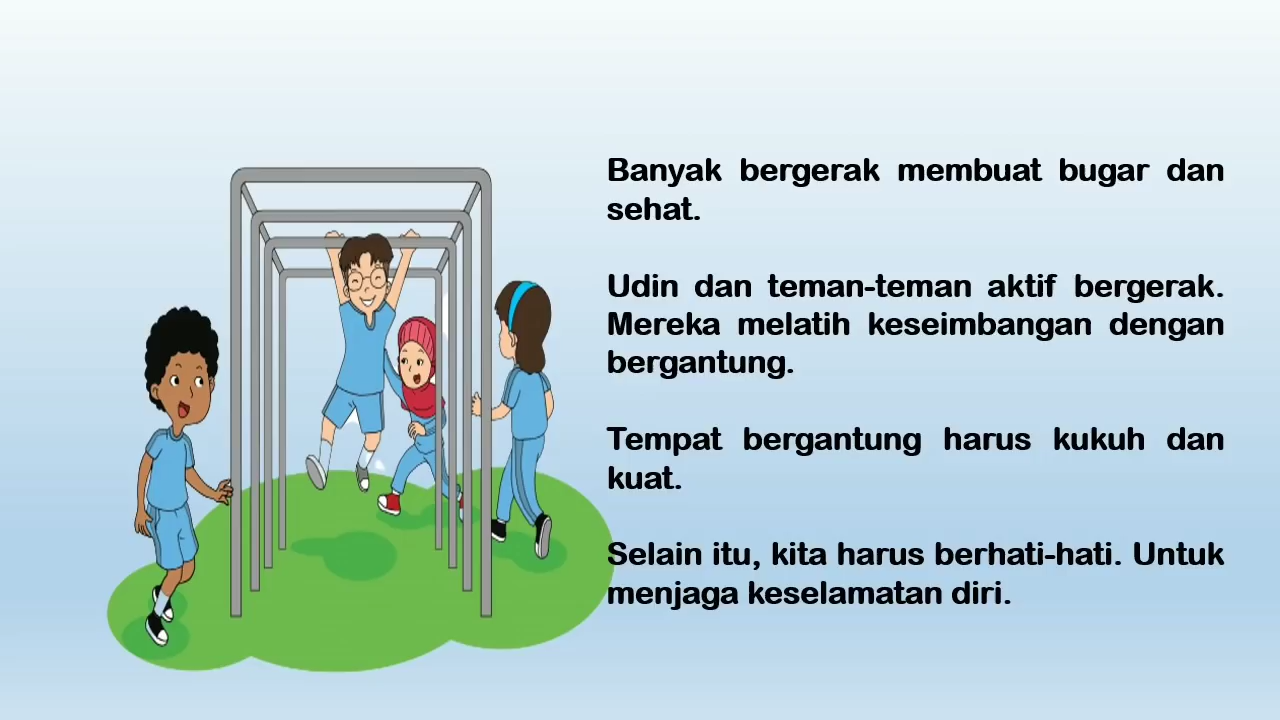 Banyak bergerak membuat bugar dan
sehat.
Udin dan teman-teman aktif bergerak.
Mereka melatih keseimbangan dengan
bergantung.
Tempat bergantung harus kukuh dan
kuat.
Selain itu, kita harus berhati-hati. Untuk
menjaga keselamatan diri.